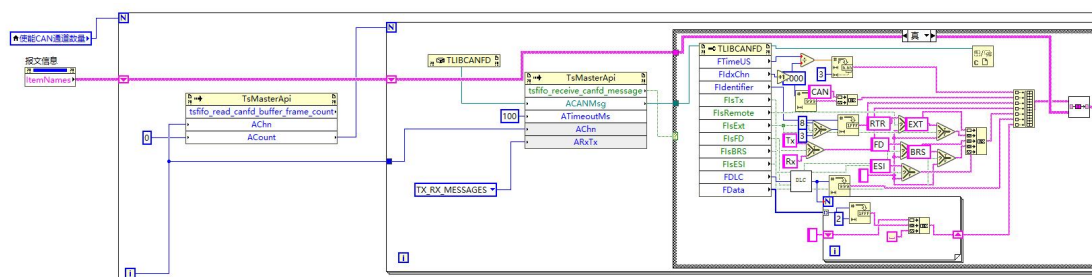 N
使能CAN通道数量
报文信息
ItemNames
TsMasterApi
tsfifo_read_canfd_buffer_frame_count
AChn
0
ACount
i
N
TLIBCANFD
TsMasterApi
tsfifo_receive_canfd_message
ACANMsg
100
ATimeoutMs
AChn
ARxTx
TX_RX_MESSAGES
i
真
TLIBCANFD
FTimeUS
FIdxChn
FIdentifier
FIsTx
FIsRemote
FIsExt
FIsFD
FIsBRS
FIsESI
FDLC
FData
3
CAN
8
3
Tx
Rx
RTR
EXT
FD
BRS
ESI
DLC
N
2
i